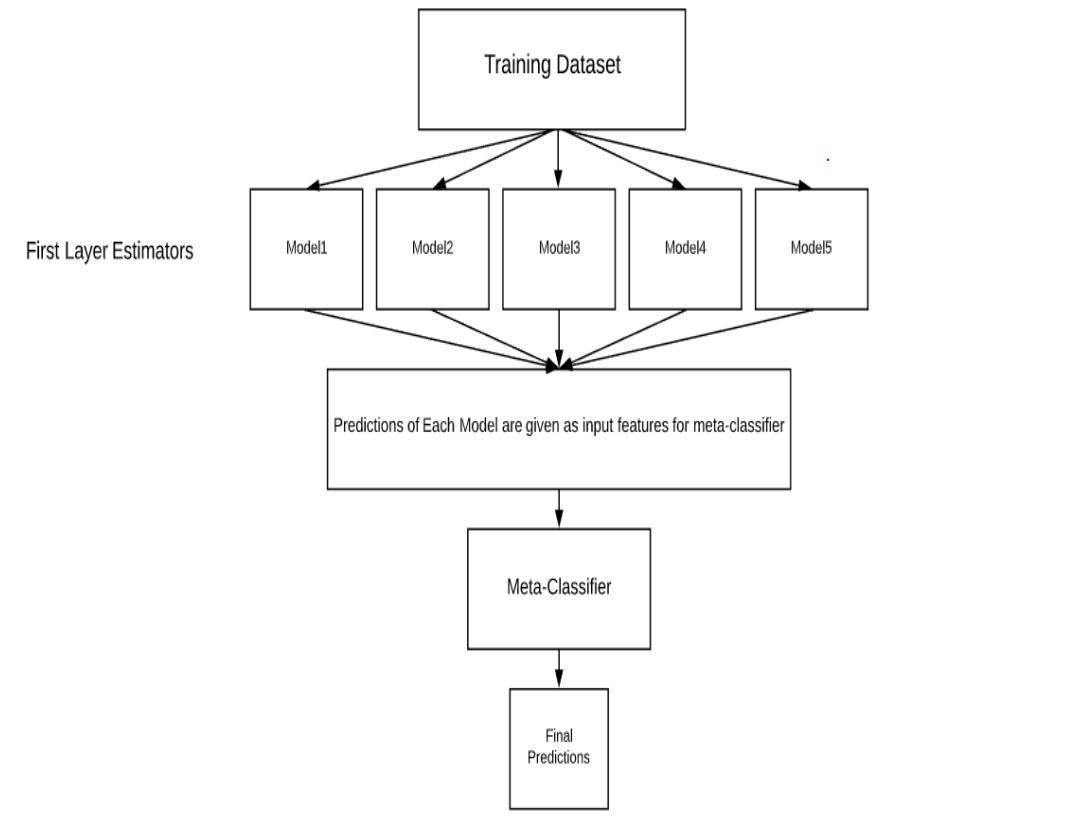 Training Dataset
First Layer Estimators
Model1
Model2
Model3
Model4
Model5
Predictions of Each Model are given as input features for meta-classifier
Meta-Classifier
Final
Predictions